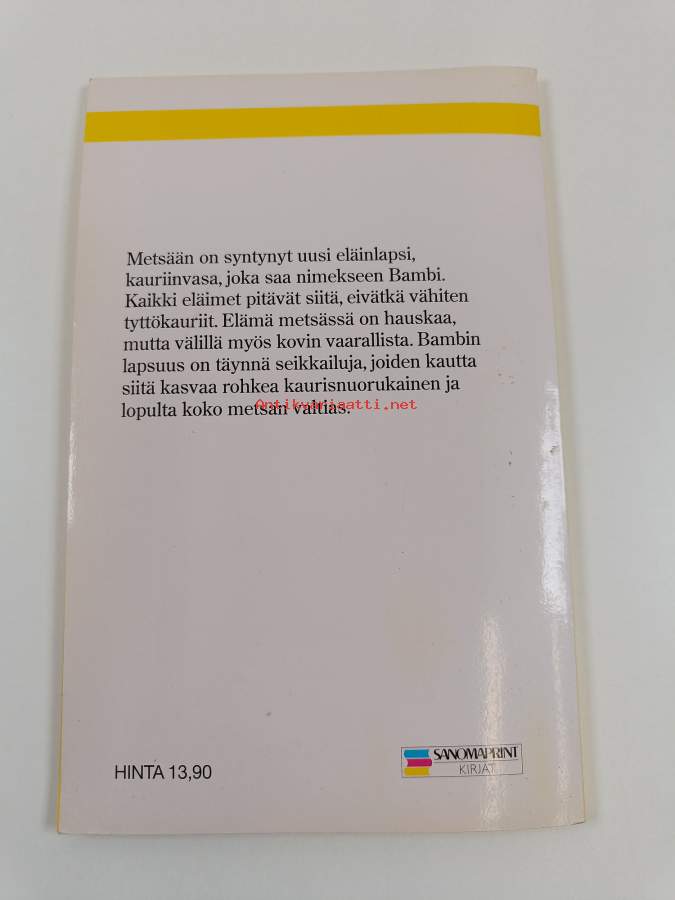 Metsään on syntynyt uusi eläinlapsi,
kauriinvasa, joka saa nimekseen Bambi.
Kaikki eläimet pitävät siitä, eivätkä vähiten
tyttökauriit. Elämä metsässä on hauskaa,
mutta välillä myös kovin vaarallista. Bambin
lapsuus on täynnä seikkailuja, joiden kautta
siitä kasvaa rohkea kaurisnuorukainen ja
lopulta koko metsän valtias.
Antikvariaatti.net
HINTA 13,90
SANOMAPRINT
KIRJAT